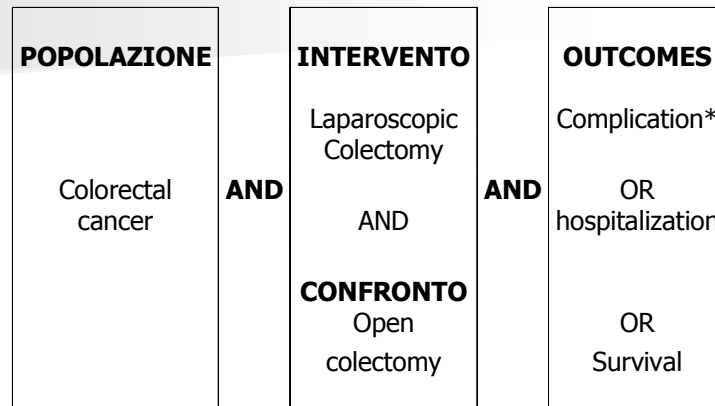 POPOLAZIONE
Colorectal
cancer
AND
INTERVENTO
Laparoscopic
Colectomy
AND
CONFRONTO
Open
colectomy
AND
OUTCOMES
Complication*
OR
hospitalization
OR
Survival